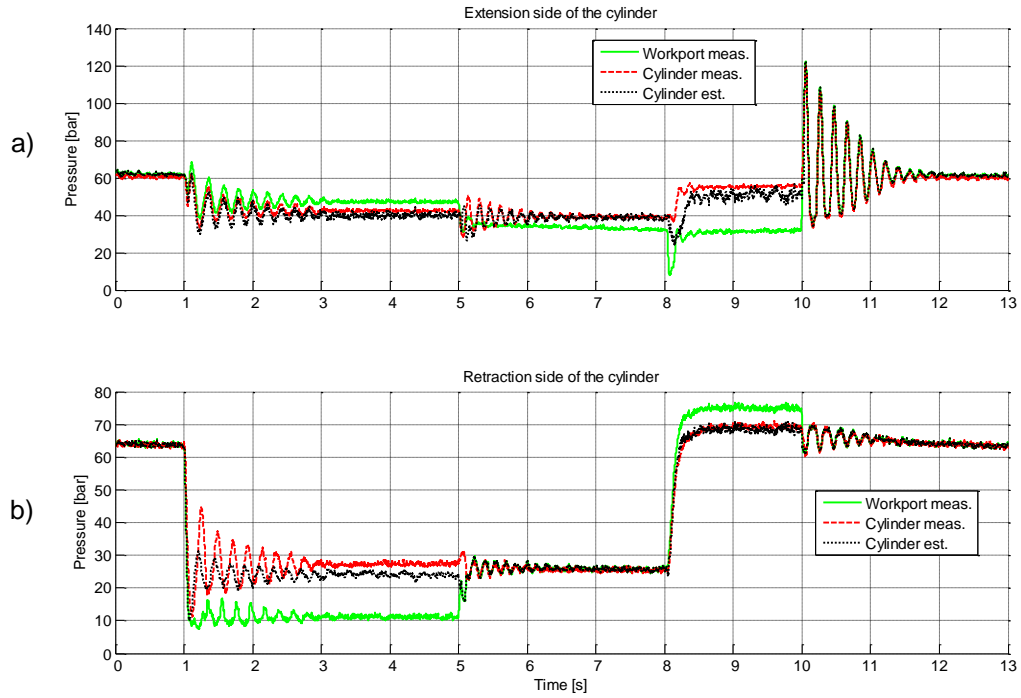 Extension side of the cylinder
a)
Pressure [bar]
140
120
100
80
60
40
20
0
Workport meas.
Cylinder meas.
Cylinder est.
0 1 2 3 4 5 6 7 8 9 10 11 12 13
Retraction side of the cylinder
b)
Pressure [bar]
80
70
60
50
40
30
20
10
0
Workport meas.
Cylinder meas.
Cylinder est.
0 1 2 3 4 5 6 7 8 9 10 11 12 13
Time [s]